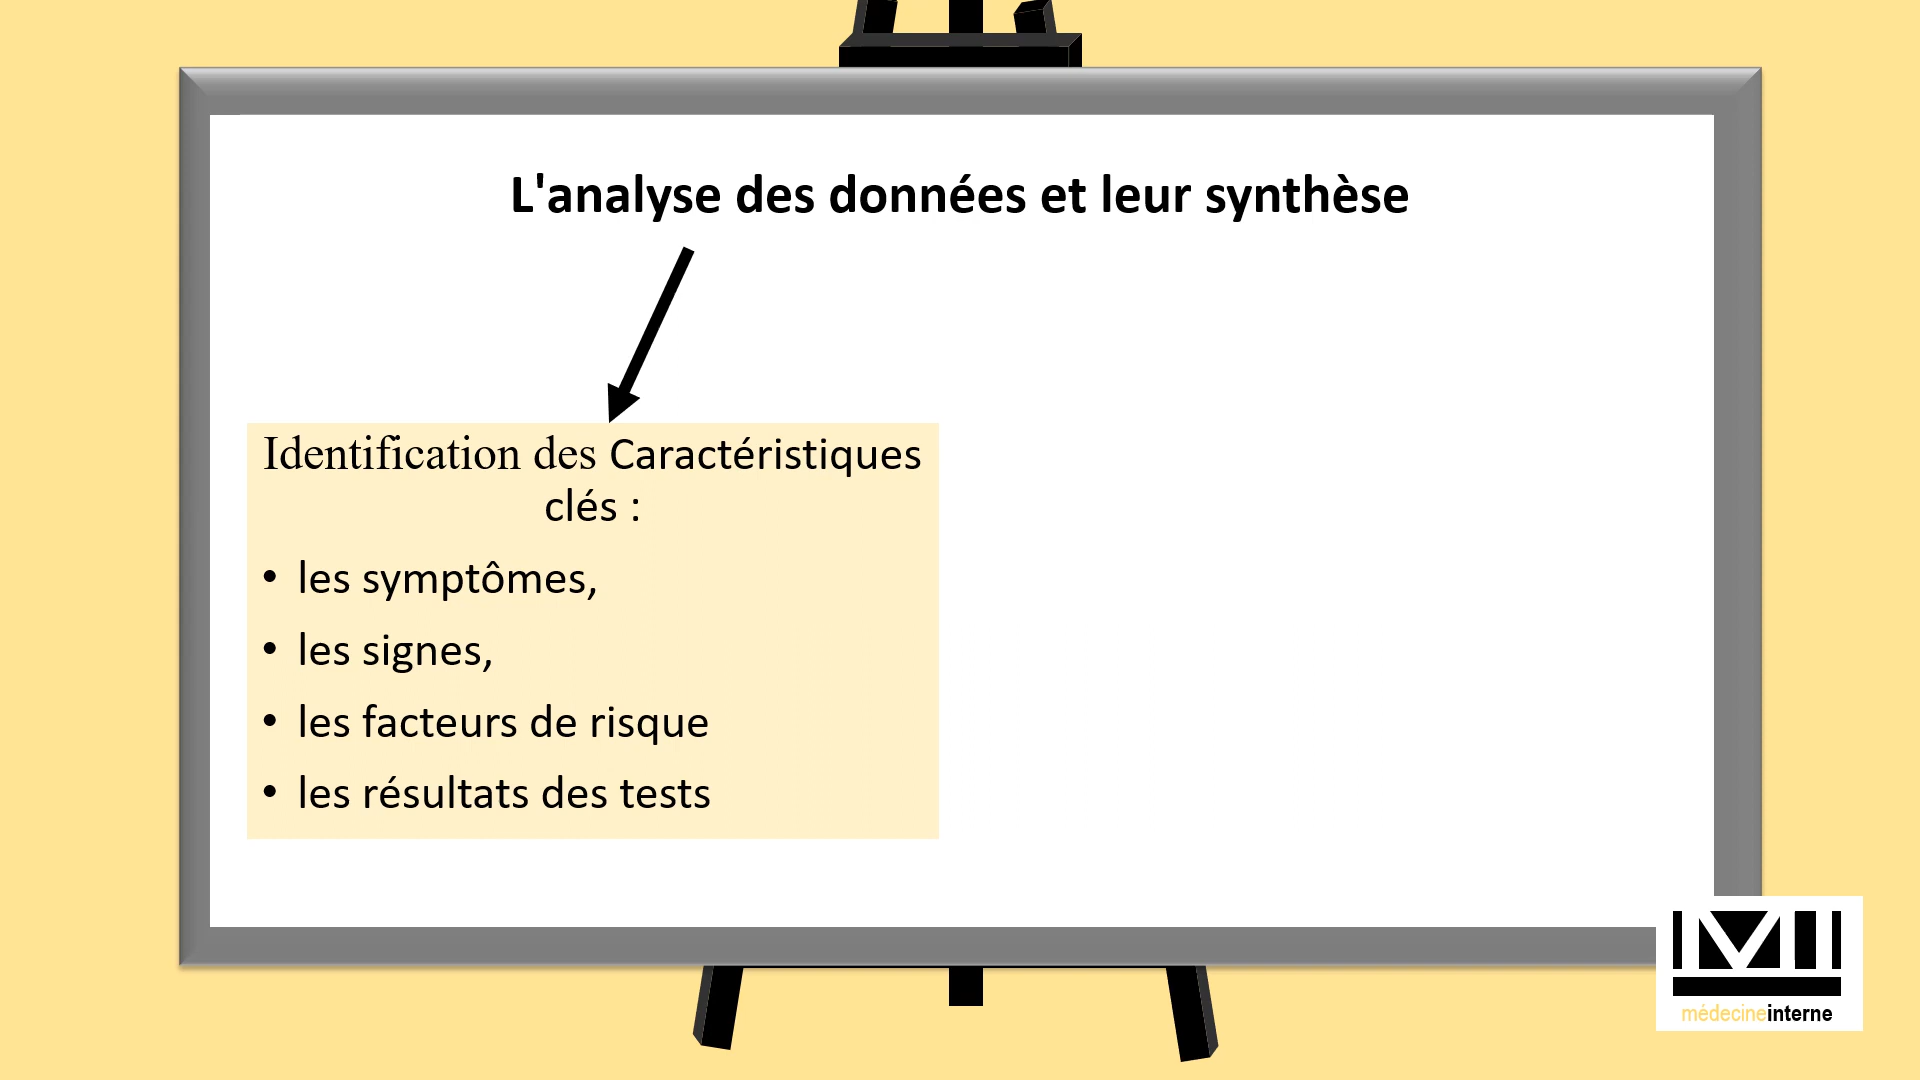 L'analyse des données et leur synthèse
Identification des Caractéristiques
clés :
• les symptômes,
• les signes,
• les facteurs de risque
• les résultats des tests
MI
médecineinterne